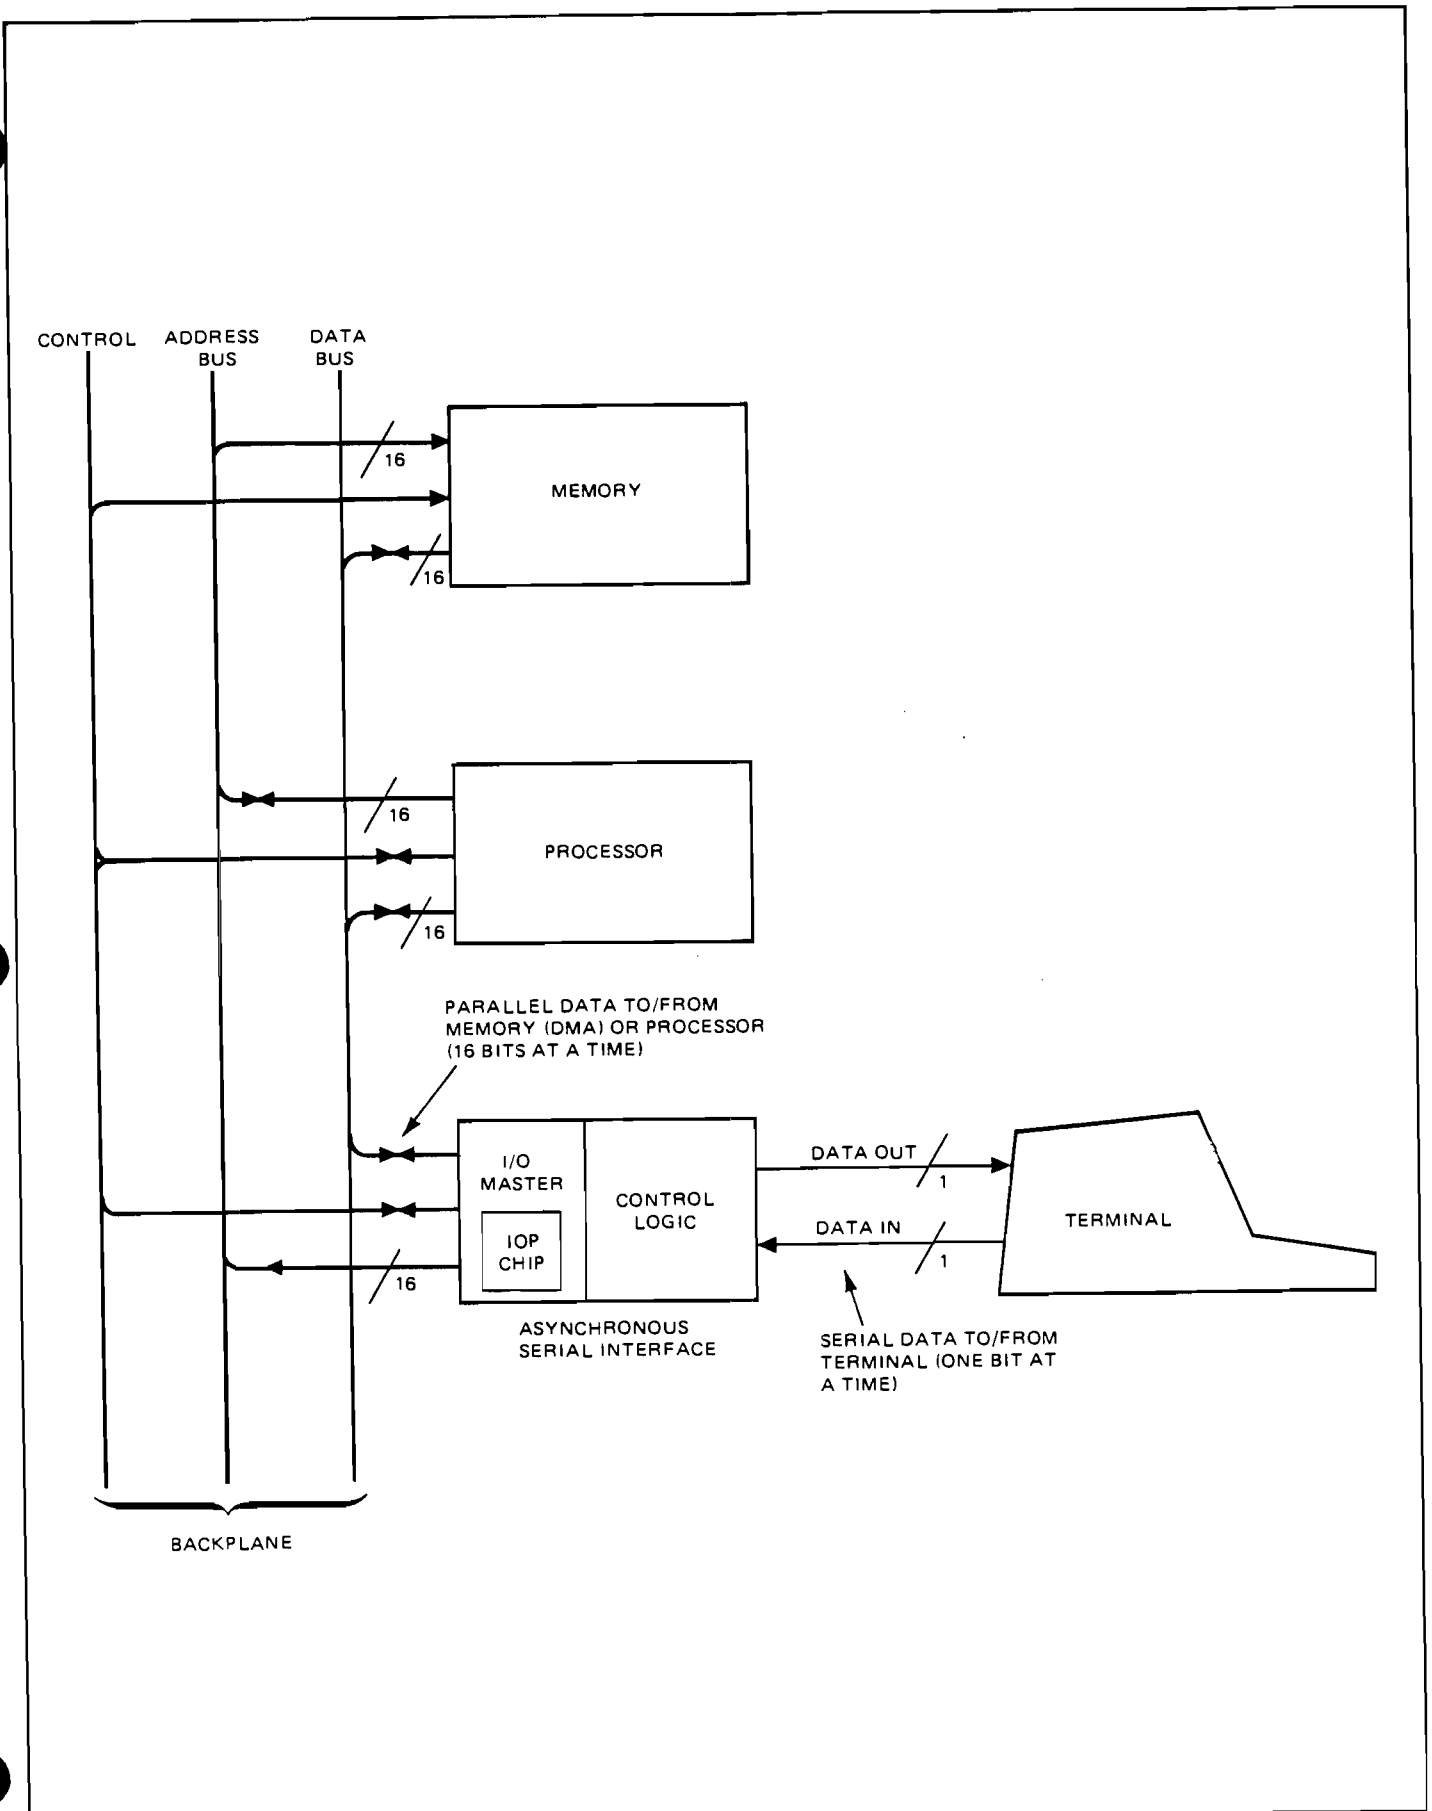 CONTROL
ADDRESS
BUS
DATA
BUS
16
MEMORY
16
16
PROCESSOR
16
PARALLEL DATA TO/FROM
MEMORY (DMA) OR PROCESSOR
(16 BITS AT A TIME)
I/O
MASTER
IOP
CHIP
CONTROL
LOGIC
16
DATA OUT
1
DATA IN
1
TERMINAL
ASYNCHRONOUS
SERIAL INTERFACE
SERIAL DATA TO/FROM
TERMINAL (ONE BIT AT
A TIME)
BACKPLANE